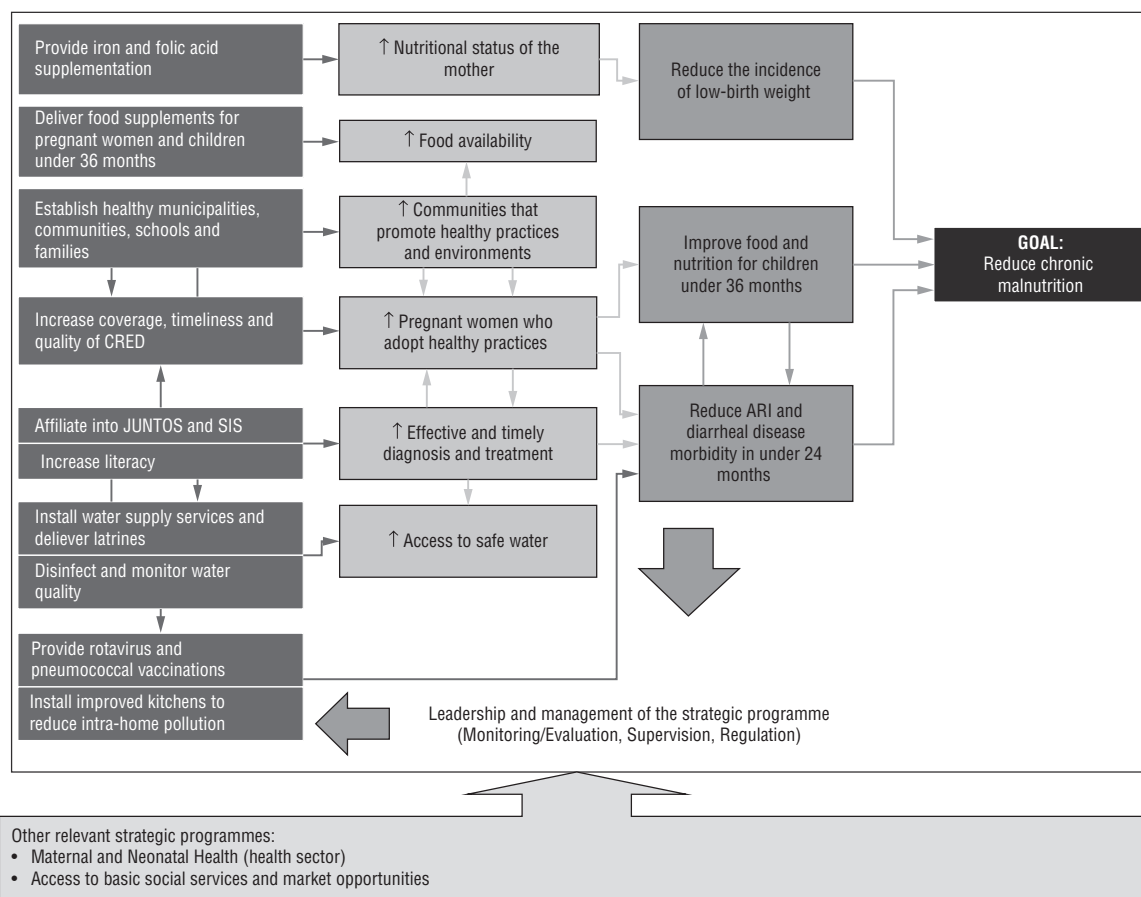 Provide iron and folic acid
supplementation
↑ Nutritional status of the
mother
Reduce the incidence
of low-birth weight
Deliver food supplements for
pregnant women and children
under 36 months
↑ Food availability
Establish healthy municipalities,
communities, schools and
families
↑ Communities that
promote healthy practices
and environments
Improve food and
nutrition for children
under 36 months
GOAL:
Reduce chronic
malnutrition
Increase coverage, timeliness and
quality of CRED
↑ Pregnant women who
adopt healthy practices
Affiliate into JUNTOS and SIS
Increase literacy
↑ Effective and timely
diagnosis and treatment
Reduce ARI and
diarrheal disease
morbidity in under 24
months
Install water supply services and
deliever latrines
Disinfect and monitor water
quality
↑ Access to safe water
Provide rotavirus and
pneumococcal vaccinations
Install improved kitchens to
reduce intra-home pollution
Leadership and management of the strategic programme
(Monitoring/Evaluation, Supervision, Regulation)
Other relevant strategic programmes:
• Maternal and Neonatal Health (health sector)
• Access to basic social services and market opportunities